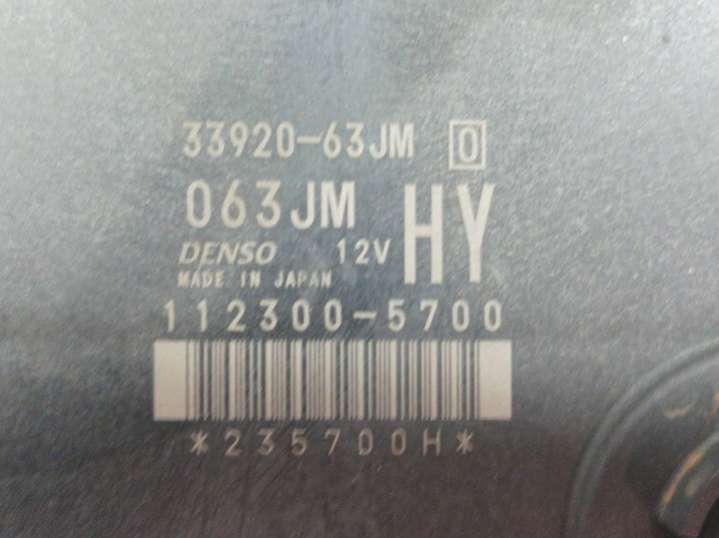 33920-63JM 0
063JM HY
DENSO 12V
MADE IN JAPAN
112300-5700
*235700H*